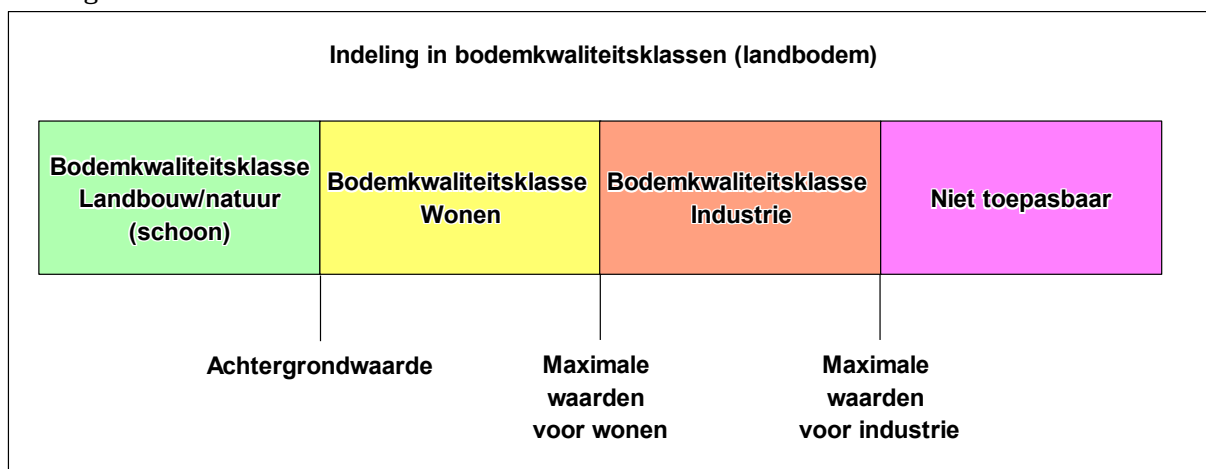 Indeling in bodemkwaliteitsklassen (landbodem)
Bodemkwaliteitsklasse
Landbouw/natuur
(schoon)
Bodemkwaliteitsklasse
Wonen
Bodemkwaliteitsklasse
Industrie
Niet toepasbaar
Achtergrondwaarde
Maximale
waarden
voor wonen
Maximale
waarden
voor industrie